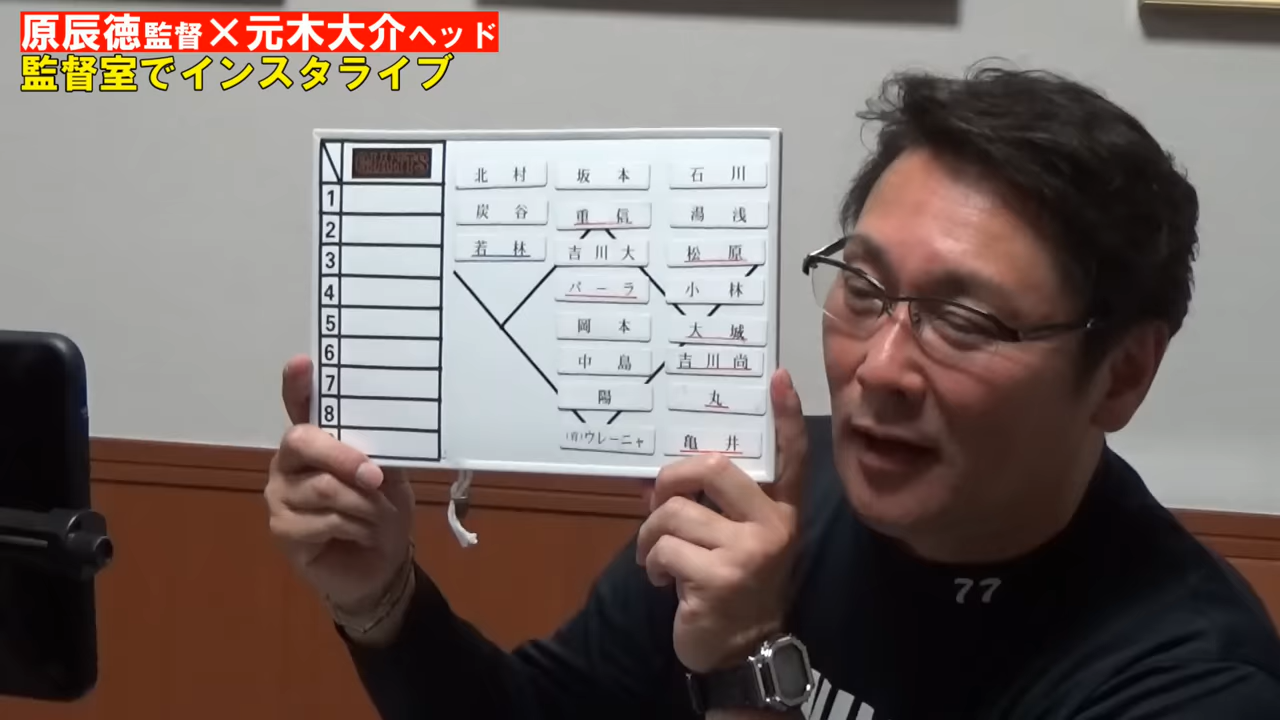 原辰徳監督×元木大介ヘッド
監督室でインスタライブ
GIANTS
1
2
3
4
5
6
7
8
北村
炭谷
若林
坂本
重信
吉川大
パーラ
岡本
中島
陽
(育)ウレーニャ
石川
湯浅
松原
小林
大城
吉川尚
丸
亀井
77